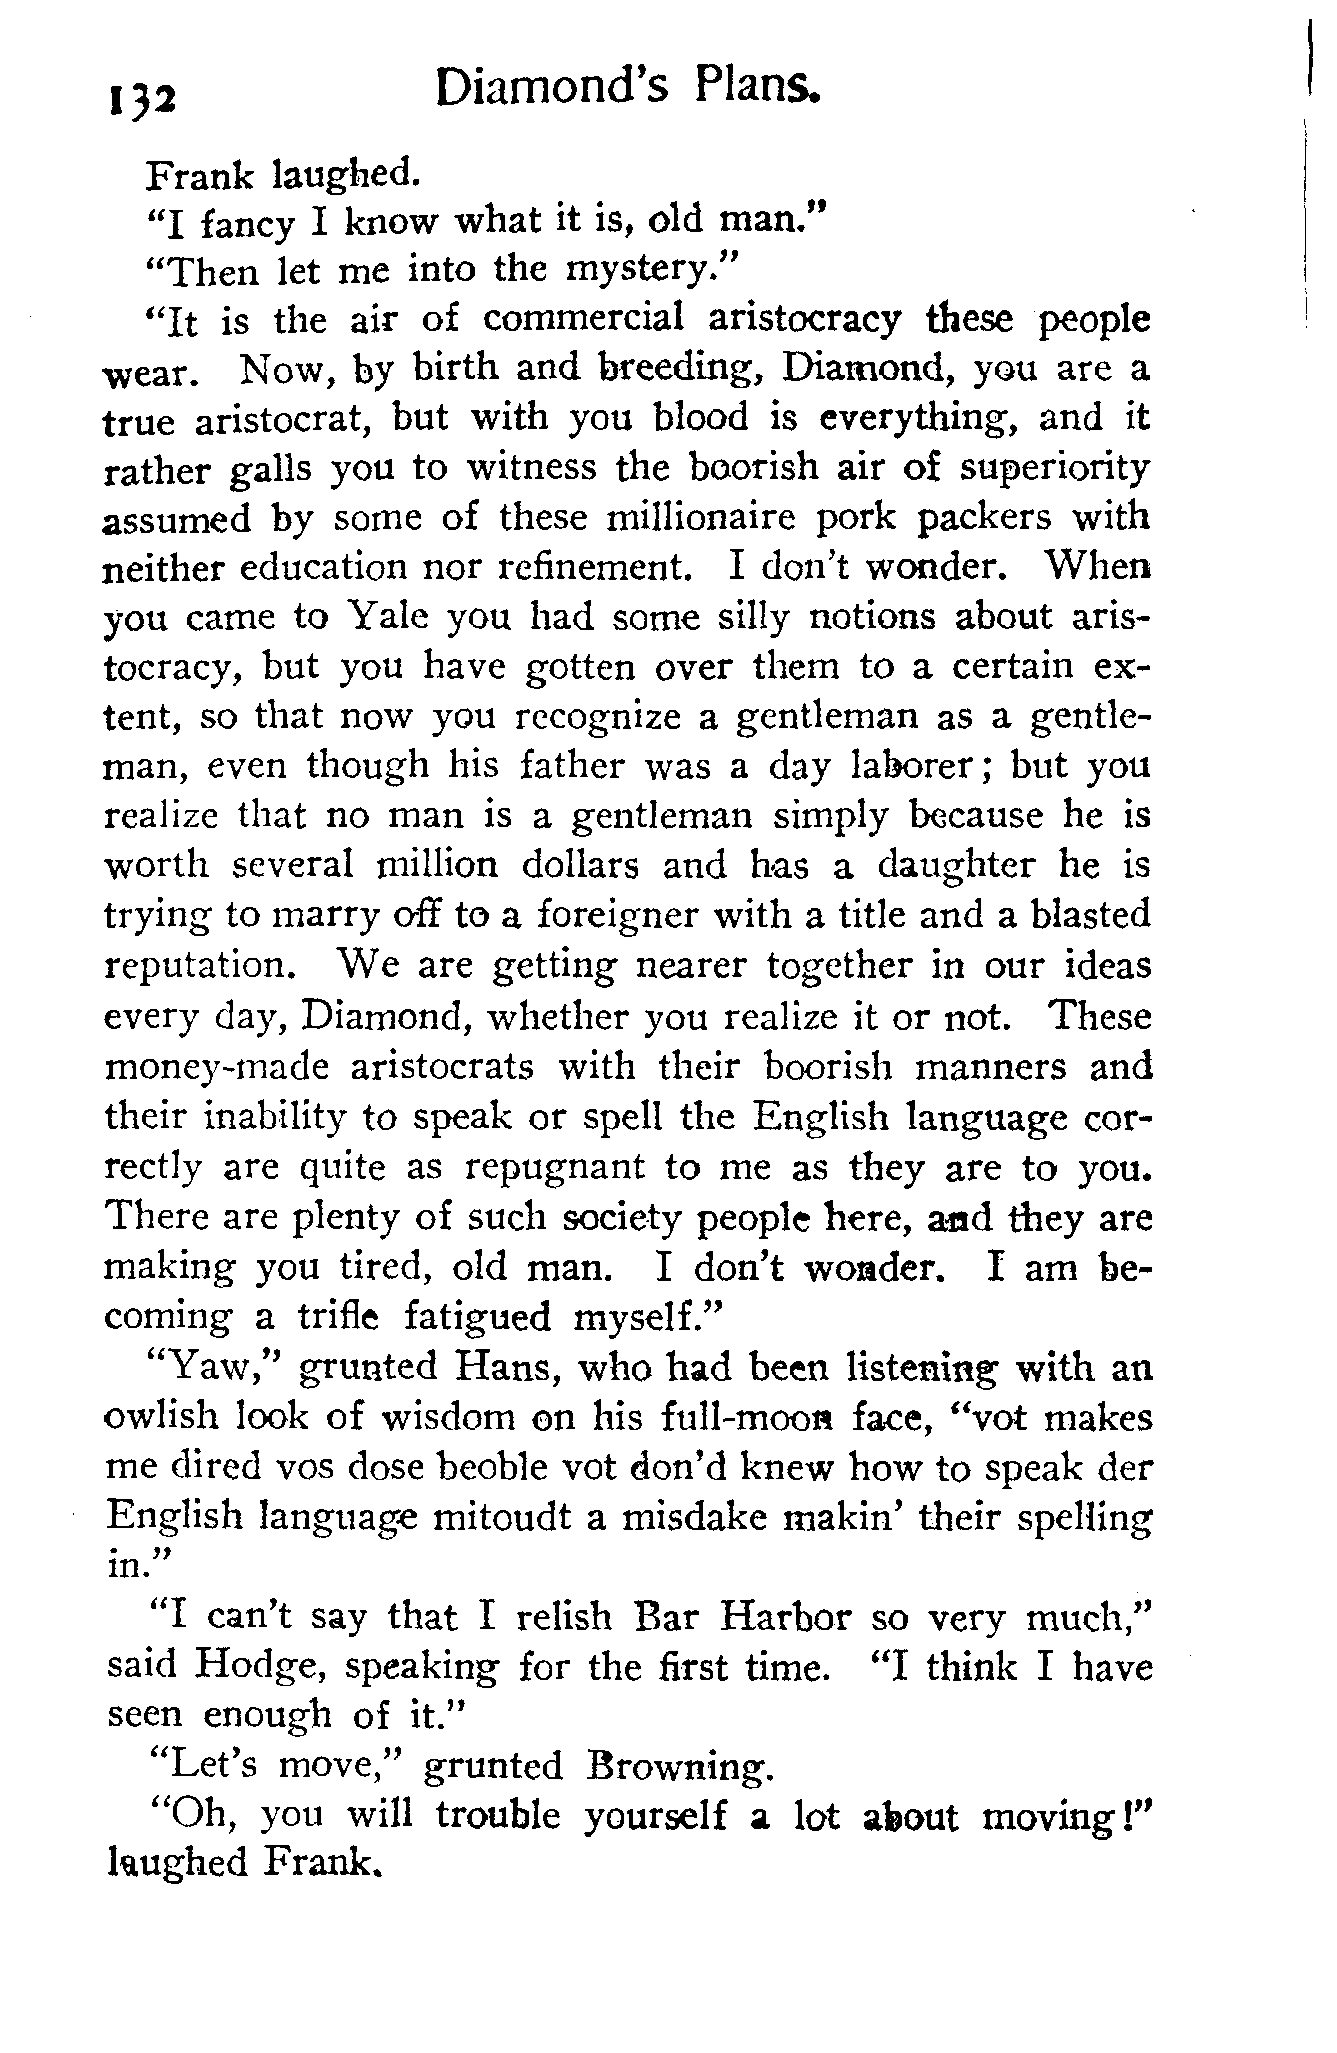 132 Diamond's Plans.
Frank laughed.
"I fancy I know what it is, old man."
"Then let me into the mystery."
"It is the air of commercial aristocracy these people
wear. Now, by birth and breeding, Diamond, you are a
true aristocrat, but with you blood is everything, and it
rather galls you to witness the boorish air of superiority
assumed by some of these millionaire pork packers with
neither education nor refinement. I don't wonder. When
you came to Yale you had some silly notions about aris-
tocracy, but you have gotten over them to a certain ex-
tent, so that now you recognize a gentleman as a gentle-
man, even though his father was a day laborer; but you
realize that no man is a gentleman simply because he is
worth several million dollars and has a daughter he is
trying to marry off to a foreigner with a title and a blasted
reputation. We are getting nearer together in our ideas
every day, Diamond, whether you realize it or not. These
money-made aristocrats with their boorish manners and
their inability to speak or spell the English language cor-
rectly are quite as repugnant to me as they are to you.
There are plenty of such society people here, and they are
making you tired, old man. I don't wonder. I am be-
coming a trifle fatigued myself."
"Yaw," grunted Hans, who had been listening with an
owlish look of wisdom on his full-moon face, "vot makes
me dired vos dose beoble vot don'd knew how to speak der
English language mitoudt a misdake makin' their spelling
in."
"I can't say that I relish Bar Harbor so very much,"
said Hodge, speaking for the first time. "I think I have
seen enough of it."
"Let's move," grunted Browning.
"Oh, you will trouble yourself a lot about moving!"
laughed Frank.